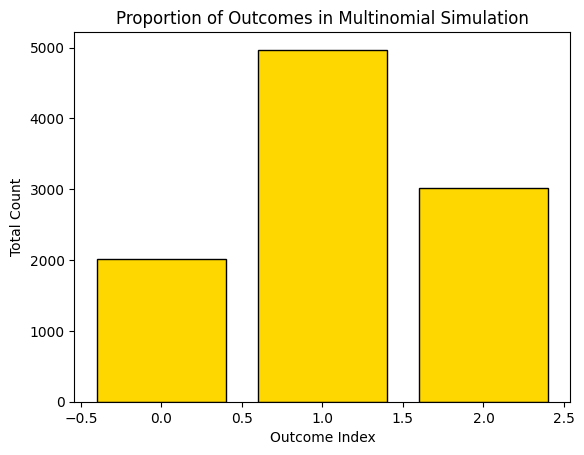 Proportion of Outcomes in Multinomial Simulation
5000
4000
3000
2000
1000
0
Total Count
−0.5 0.0 0.5 1.0 1.5 2.0 2.5
Outcome Index